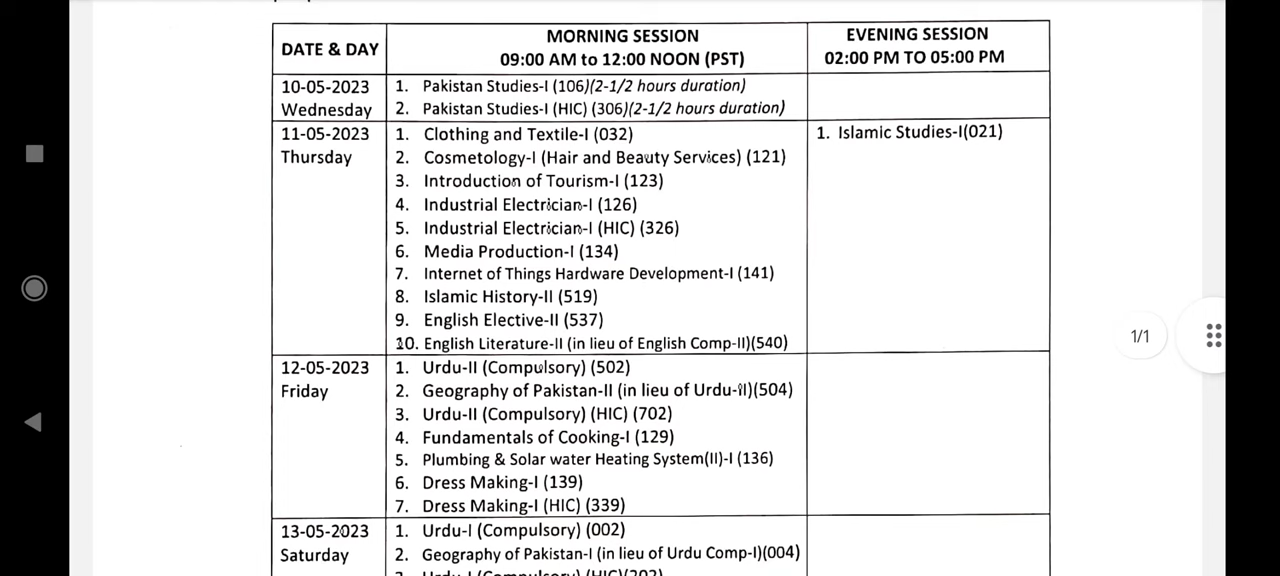 DATE & DAY
MORNING SESSION
09:00 AM to 12:00 NOON (PST)
EVENING SESSION
02:00 PM TO 05:00 PM
10-05-2023
Wednesday
1. Pakistan Studies-I (106)(2-1/2 hours duration)
2. Pakistan Studies-I (HIC) (306)(2-1/2 hours duration)
11-05-2023
Thursday
1. Clothing and Textile-I (032)
2. Cosmetology-I (Hair and Beauty Services) (121)
3. Introduction of Tourism-I (123)
4. Industrial Electrician-I (126)
5. Industrial Electrician-I (HIC) (326)
6. Media Production-I (134)
7. Internet of Things Hardware Development-I (141)
8. Islamic History-II (519)
9. English Elective-II (537)
10. English Literature-II (in lieu of English Comp-II)(540)
1. Islamic Studies-I(021)
12-05-2023
Friday
1. Urdu-II (Compulsory) (502)
2. Geography of Pakistan-II (in lieu of Urdu-II)(504)
3. Urdu-II (Compulsory) (HIC) (702)
4. Fundamentals of Cooking-I (129)
5. Plumbing & Solar water Heating System(II)-I (136)
6. Dress Making-I (139)
7. Dress Making-I (HIC) (339)
13-05-2023
Saturday
1. Urdu-I (Compulsory) (002)
2. Geography of Pakistan-I (in lieu of Urdu Comp-I)(004)
1/1